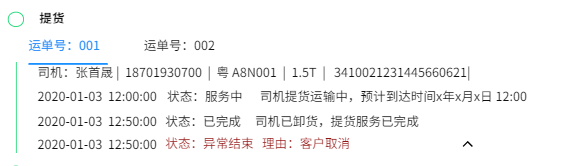 提货
运单号：001 运单号：002
司机：张首晟 | 18701930700 | 粤 A8N001 | 1.5T | 3410021231445660621|
2020-01-03 12:00:00 状态：服务中 司机提货运输中，预计到达时间x年x月x日 12:00
2020-01-03 12:50:00 状态：已完成 司机已卸货，提货服务已完成
2020-01-03 12:50:00 状态：异常结束 理由：客户取消